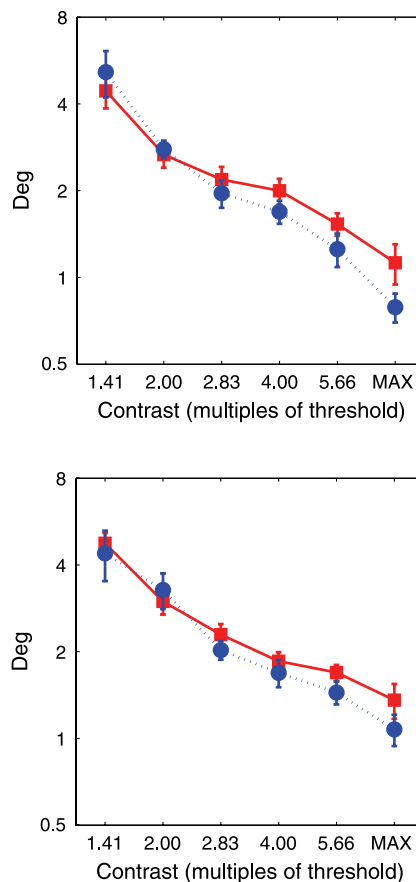 8
4
2
1
0.5
Deg
1.41 2.00 2.83 4.00 5.66 MAX
Contrast (multiples of threshold)
8
4
2
1
0.5
Deg
1.41 2.00 2.83 4.00 5.66 MAX
Contrast (multiples of threshold)